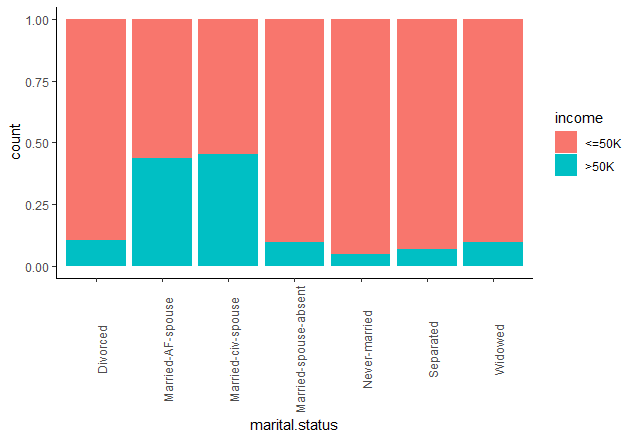 1.00
0.75
0.50
0.25
0.00
count
Divorced
Married-AF-spouse
Married-civ-spouse
Married-spouse-absent
Never-married
Separated
Widowed
marital.status
income
<=50K
>50K